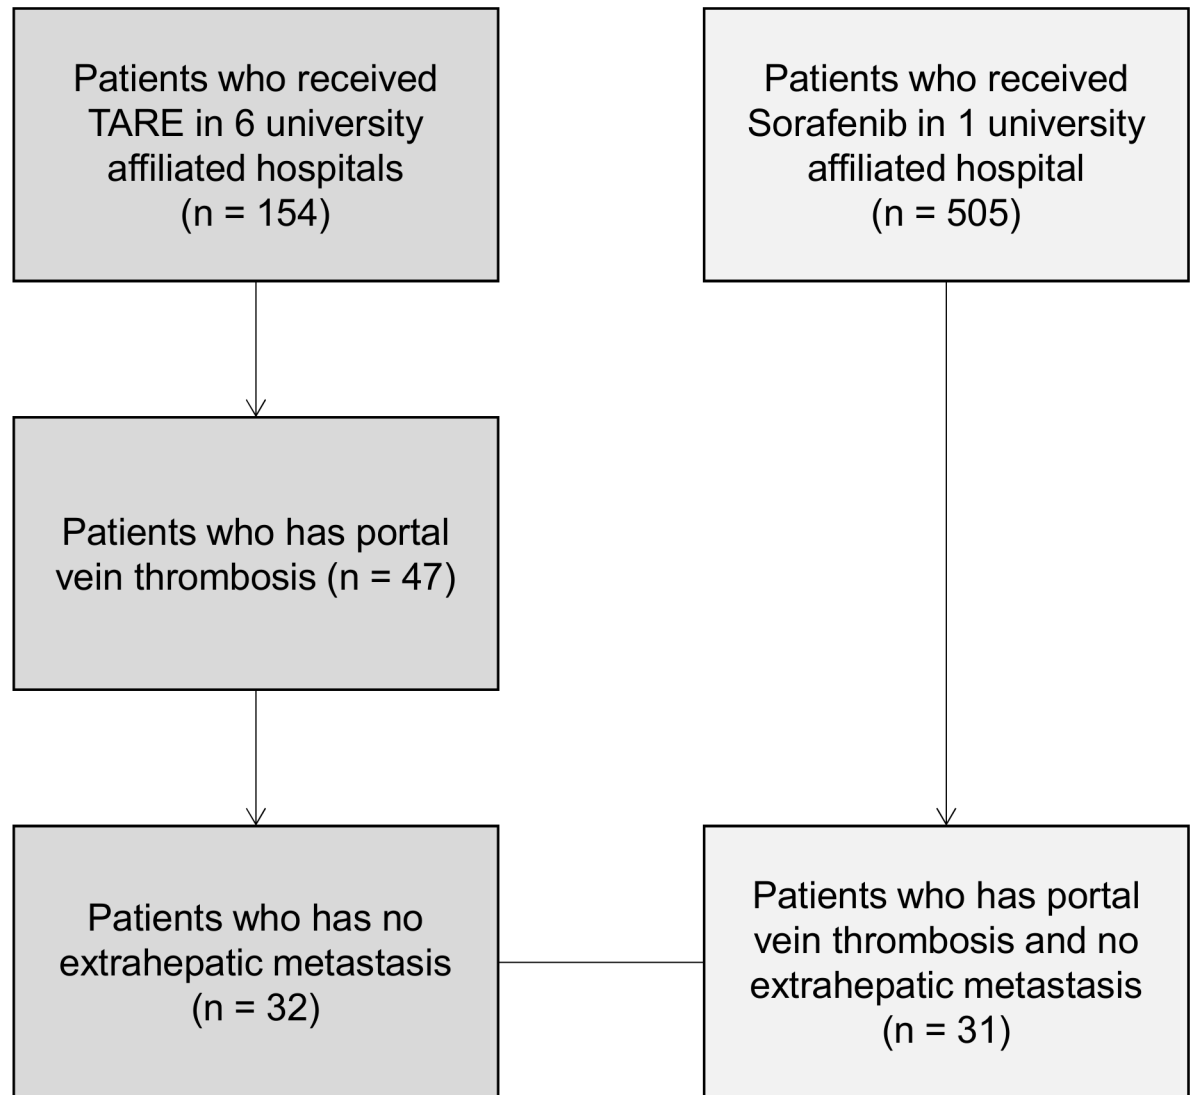 Patients who received
TARE in 6 university
affiliated hospitals
(n = 154)
Patients who received
Sorafenib in 1 university
affiliated hospital
(n = 505)
Patients who has portal
vein thrombosis (n = 47)
Patients who has no
extrahepatic metastasis
(n = 32)
Patients who has portal
vein thrombosis and no
extrahepatic metastasis
(n = 31)